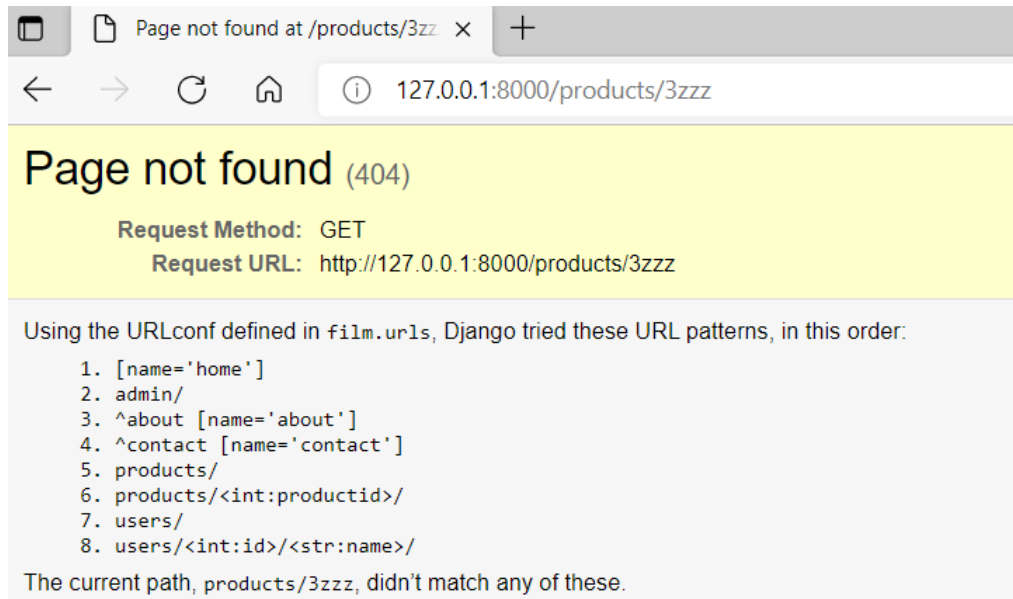 Page not found at /products/3zz
127.0.0.1:8000/products/3zzz
Page not found (404)
Request Method: GET
Request URL: http://127.0.0.1:8000/products/3zzz
Using the URLconf defined in film.urls, Django tried these URL patterns, in this order:
1. [name='home']
2. admin/
3. ^about [name='about']
4. ^contact [name='contact']
5. products/
6. products/<int:productid>/
7. users/
8. users/<int:id>/<str:name>/
The current path, products/3zzz, didn’t match any of these.